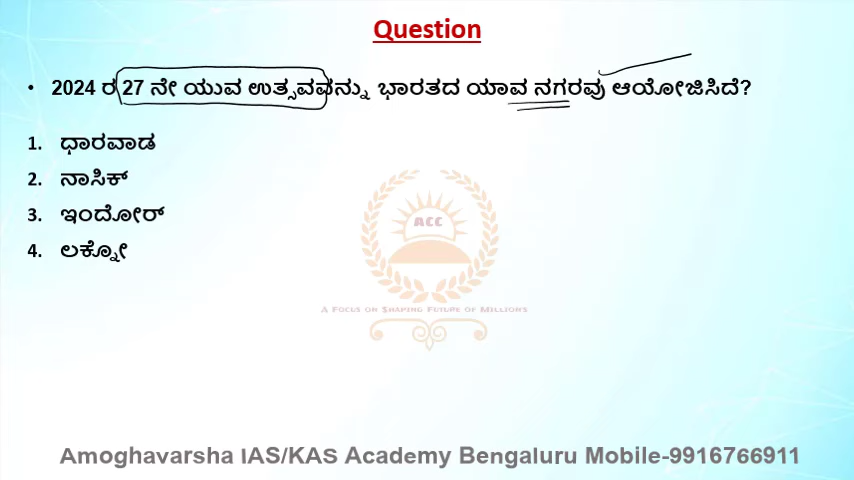 Question
• 2024 ರ 27 ನೇ ಯುವ ಉತ್ಸವವನ್ನು ಭಾರತದ ಯಾವ ನಗರವು ಆಯೋಜಿಸಿದೆ?
1. ಧಾರವಾಡ
2. ನಾಸಿಕ್
3. ಇಂದೋರ್
4. ಲಕ್ನೋ
ACC
A Focus on Shaping Future of Millions
Amoghavarsha IAS/KAS Academy Bengaluru Mobile-9916766911